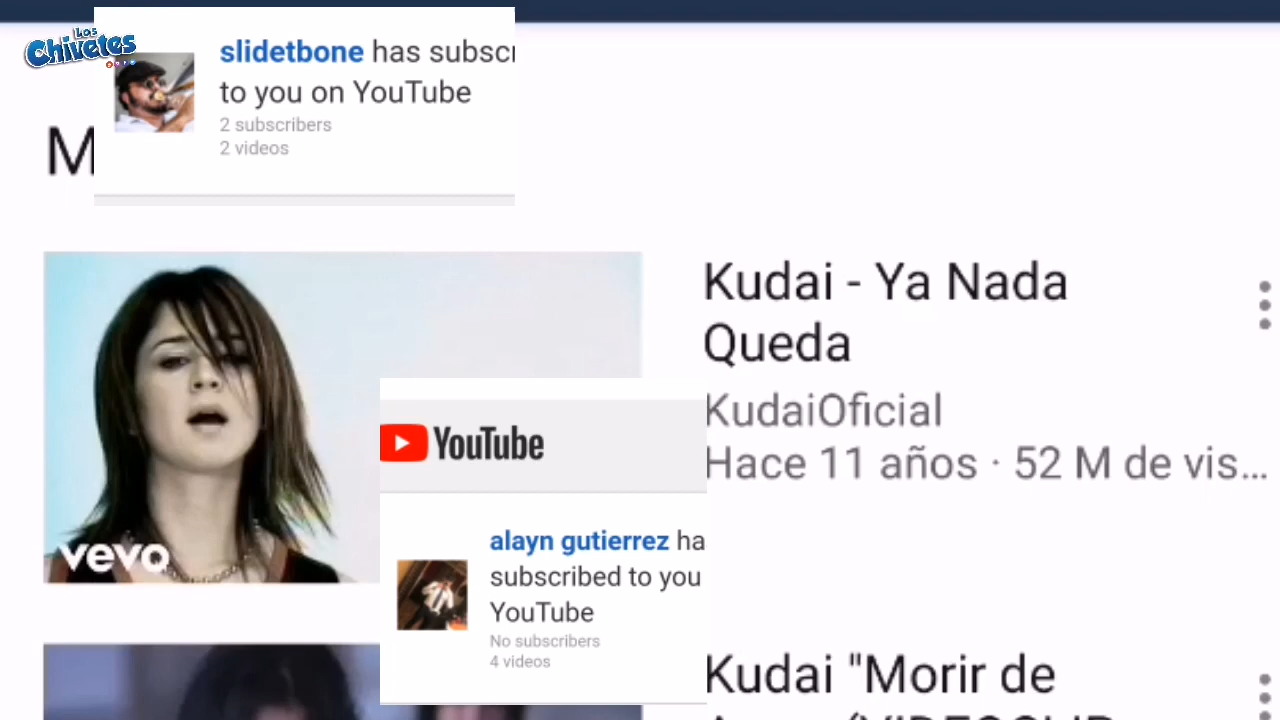 Los
Chivetes
slidetbone has subsc
to you on YouTube
2 subscribers
2 videos
M
Kudai - Ya Nada
Queda
KudaiOficial
Hace 11 años · 52 M de vis...
vevo
YouTube
alayn gutierrez ha
subscribed to you
YouTube
No subscribers
4 videos
Kudai "Morir de